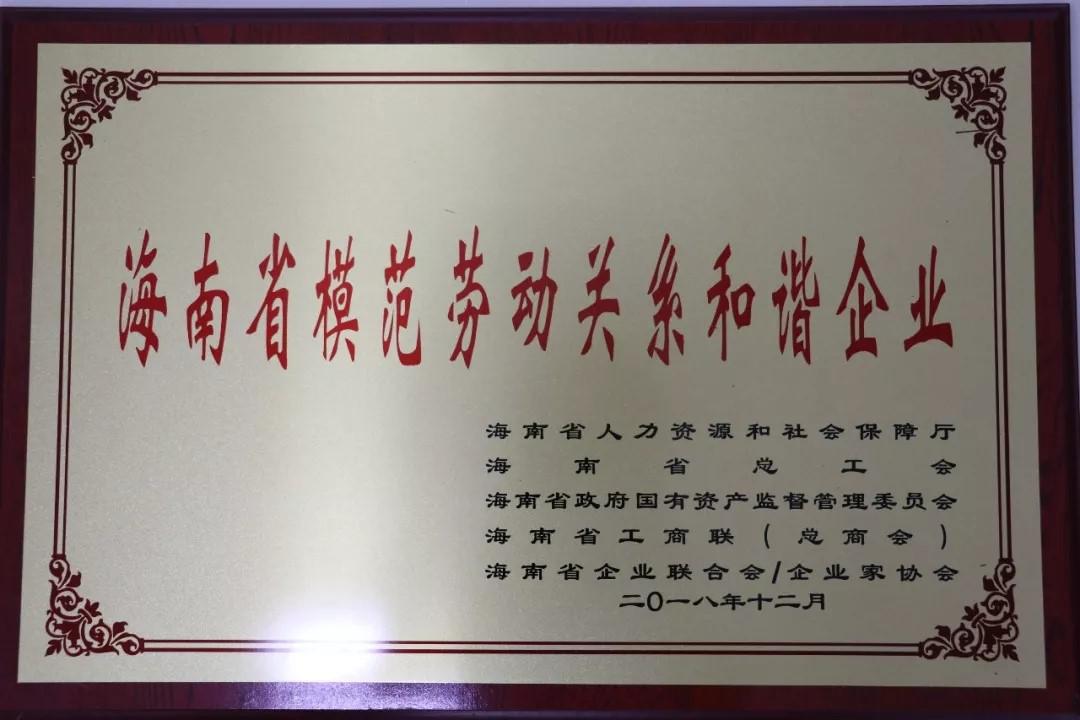 海南省模范劳动关系和谐企业
海南省人力资源和社会保障厅
海南省总工会
海南省政府国有资产监督管理委员会
海南省工商联(总商会)
海南省企业联合会/企业家协会
二〇一八年十二月